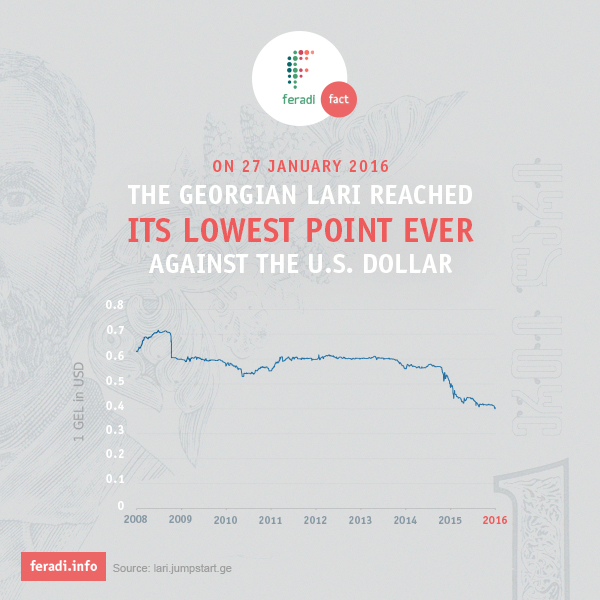 feradi
fact
ON 27 JANUARY 2016
THE GEORGIAN LARI REACHED
ITS LOWEST POINT EVER
AGAINST THE U.S. DOLLAR
1 GEL in USD
0.8
0.7
0.6
0.5
0.4
0.3
0.2
0.1
0
2008 2009 2010 2011 2012 2013 2014 2015 2016
feradi.info
Source: lari.jumpstart.ge